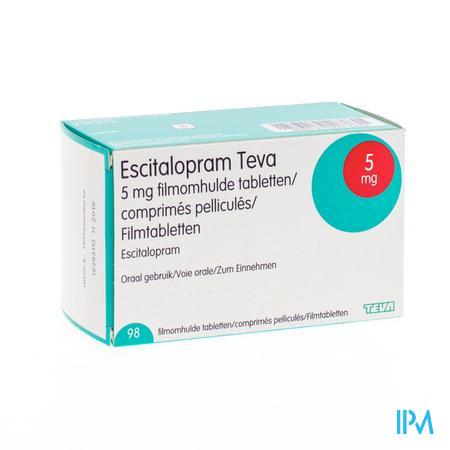 Escitalopram Teva
5 mg filmomhulde tabletten/
comprimés pelliculés/
Filmtabletten
Escitalopram
Oraal gebruik/Voie orale/Zum Einnehmen
5
mg
98
filmomhulde tabletten/comprimés pelliculés/Filmtabletten
TEVA
IPM